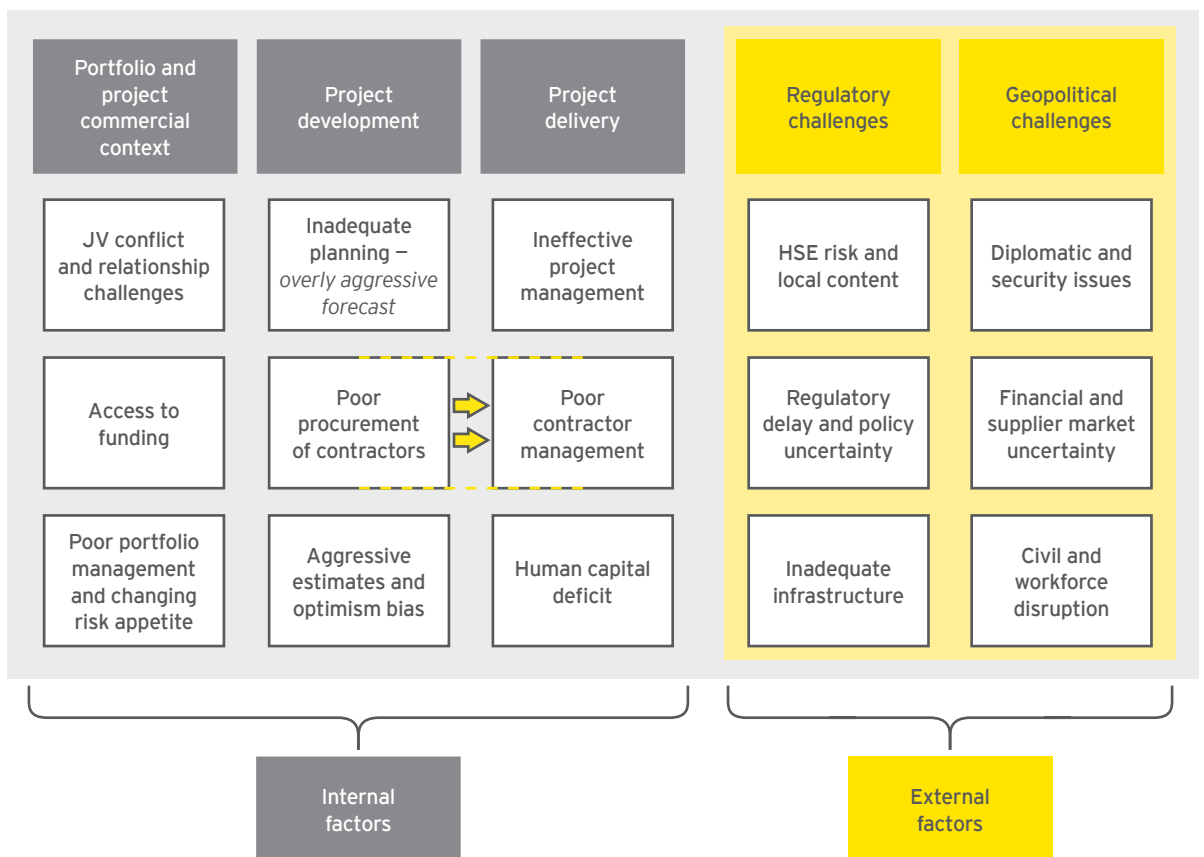 Portfolio and
project
commercial
context
Project
development
Project
delivery
Regulatory
challenges
Geopolitical
challenges
JV conflict
and relationship
challenges
Inadequate
planning –
overly aggressive
forecast
Ineffective
project
management
HSE risk and
local content
Diplomatic and
security issues
Access to
funding
Poor
procurement
of contractors
Poor
contractor
management
Regulatory
delay and policy
uncertainty
Financial and
supplier market
uncertainty
Poor portfolio
management
and changing
risk appetite
Aggressive
estimates and
optimism bias
Human capital
deficit
Inadequate
infrastructure
Civil and
workforce
disruption
Internal
factors
External
factors